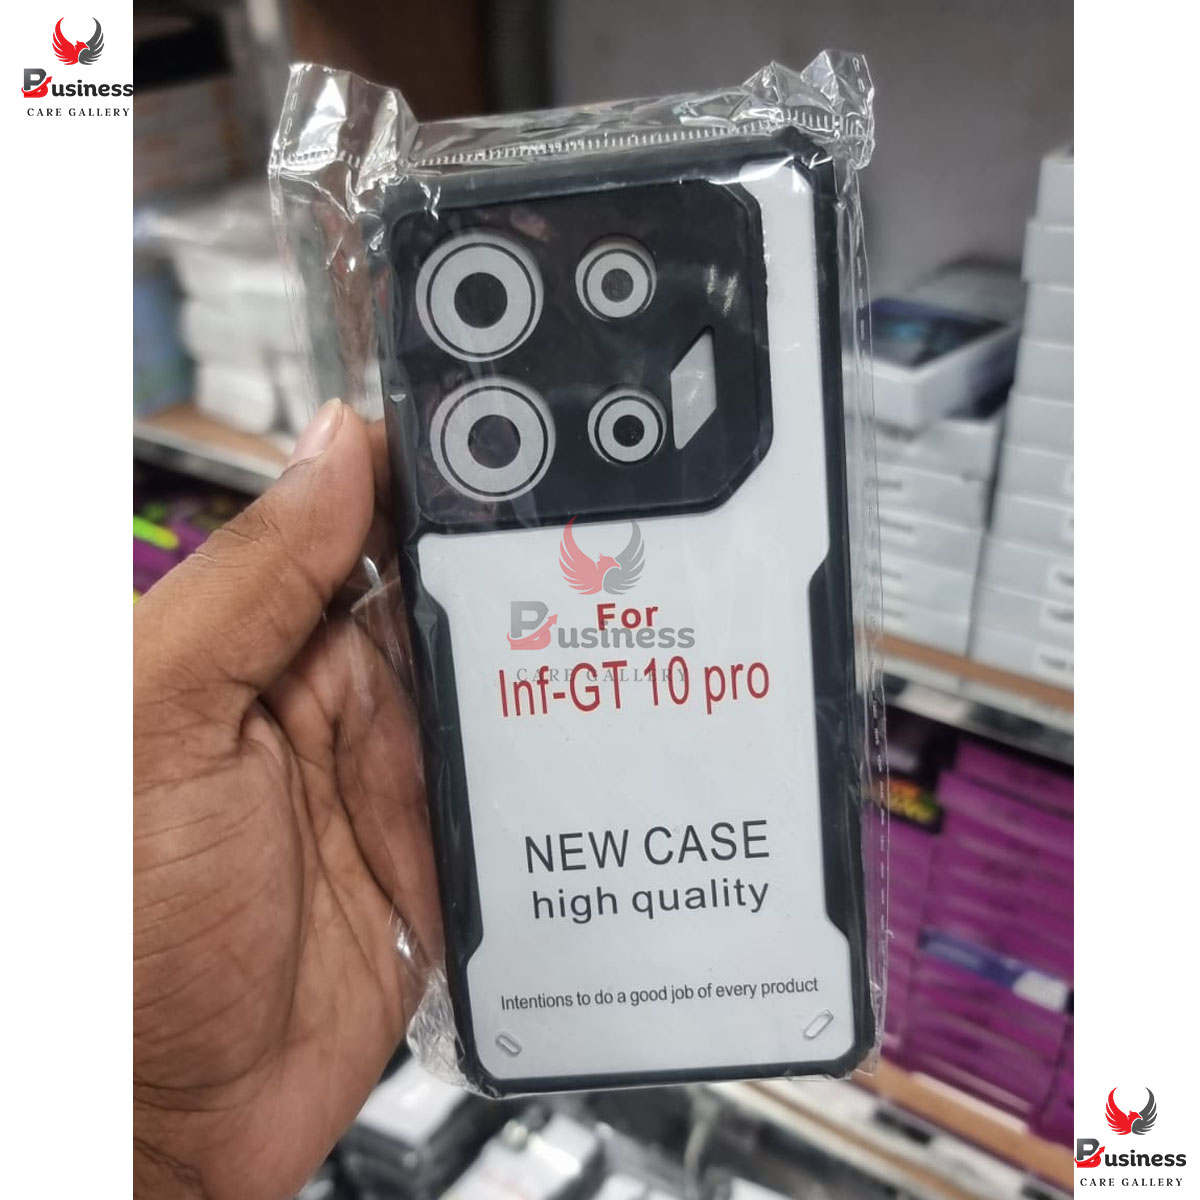 Business
CARE GALLERY
For
Business
CARE GALLERY
Inf-GT 10 pro
NEW CASE
high quality
Intentions to do a good job of every product
Business
CARE GALLERY